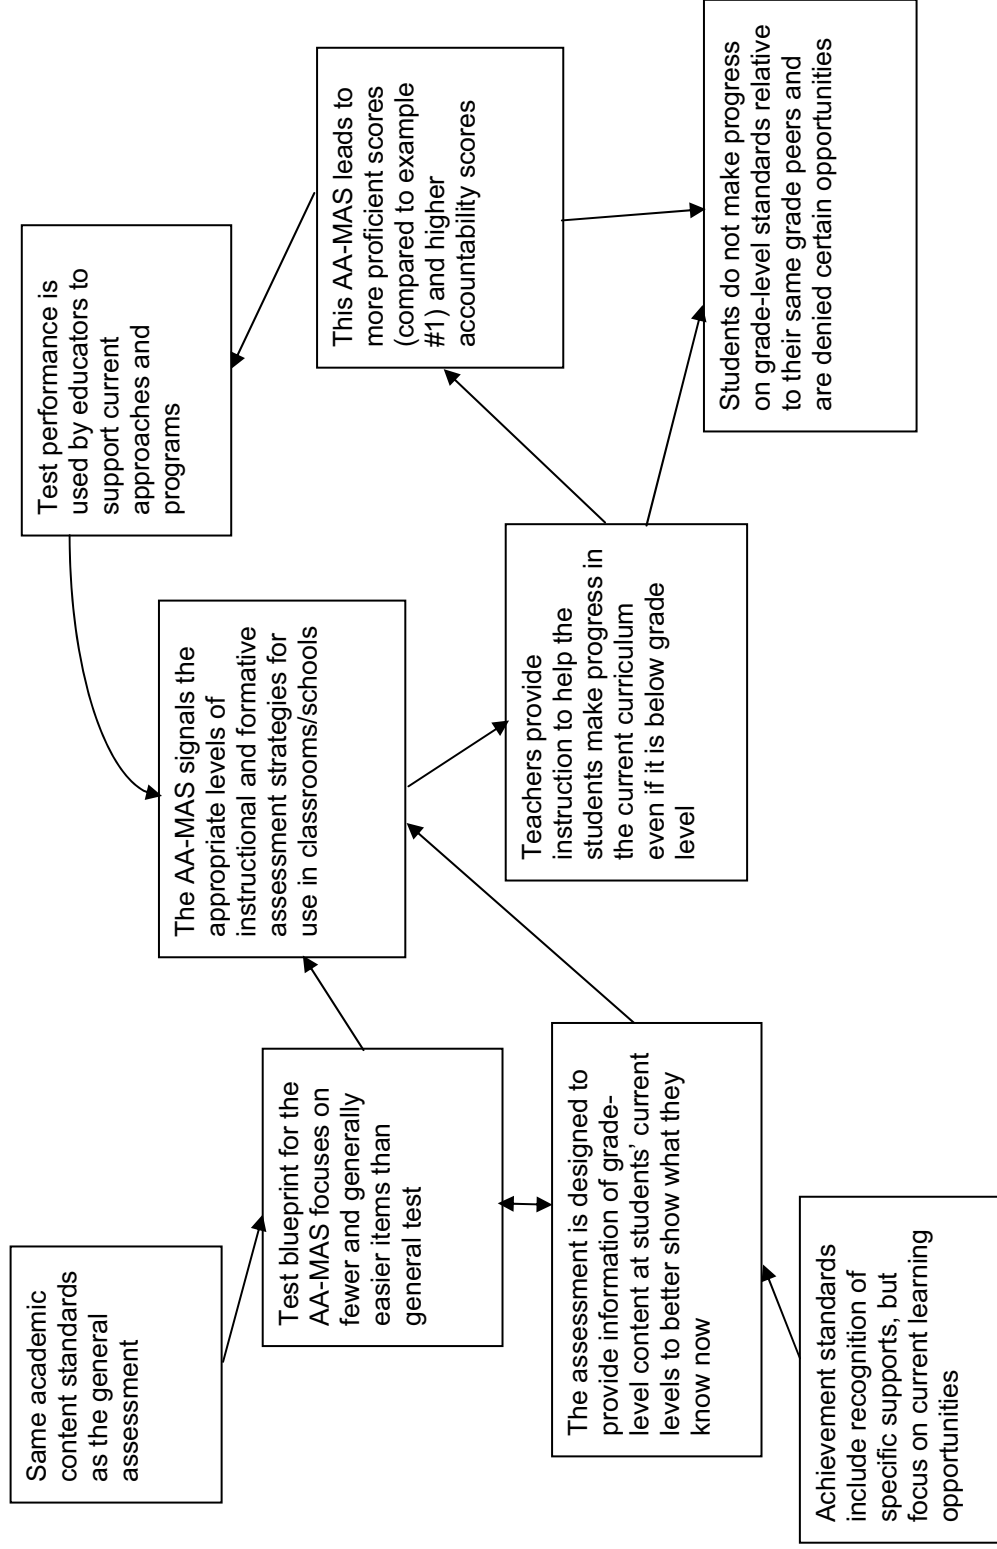 Same academic
content standards
as the general
assessment
Test blueprint for the
AA-MAS focuses on
fewer and generally
easier items than
general test
The assessment is designed to
provide information of grade-
level content at students' current
levels to better show what they
know now
Achievement standards
include recognition of
specific supports, but
focus on current learning
opportunities
The AA-MAS signals the
appropriate levels of
instructional and formative
assessment strategies for
use in classrooms/schools
Teachers provide
instruction to help the
students make progress in
the current curriculum
even if it is below grade
level
Test performance is
used by educators to
support current
approaches and
programs
This AA-MAS leads to
more proficient scores
(compared to example
#1) and higher
accountability scores
Students do not make progress
on grade-level standards relative
to their same grade peers and
are denied certain opportunities